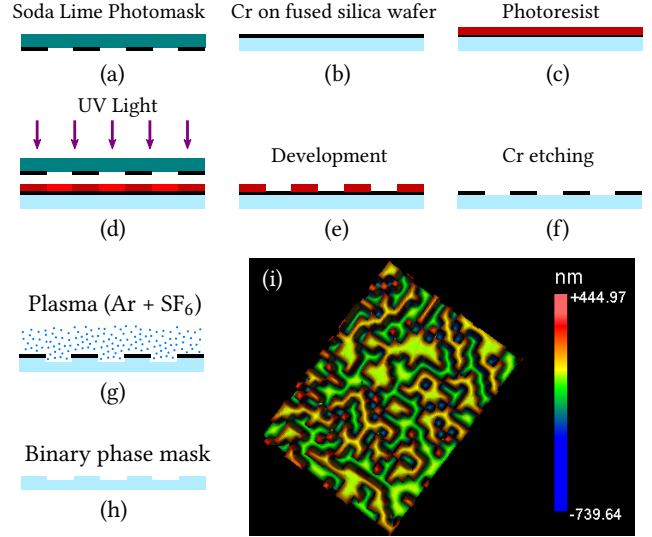 Soda Lime Photomask
(a)
Cr on fused silica wafer
(b)
Photoresist
(c)
UV Light
(d)
Development
(e)
Cr etching
(f)
Plasma (Ar + SF₆)
(g)
Binary phase mask
(h)
(i)
nm
+444.97
-739.64